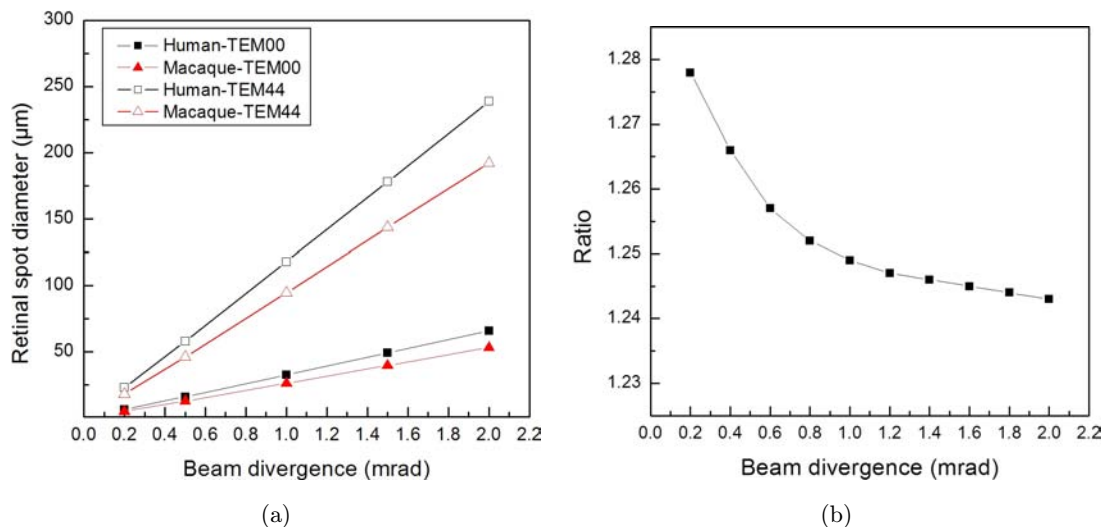 300
250
200
150
100
50
Retinal spot diameter (μm)
Human-TEM00
Macaque-TEM00
Human-TEM44
Macaque-TEM44
0.0 0.2 0.4 0.6 0.8 1.0 1.2 1.4 1.6 1.8 2.0 2.2
Beam divergence (mrad)
(a)
1.28
1.27
1.26
1.25
1.24
1.23
Ratio
0.0 0.2 0.4 0.6 0.8 1.0 1.2 1.4 1.6 1.8 2.0 2.2
Beam divergence (mrad)
(b)